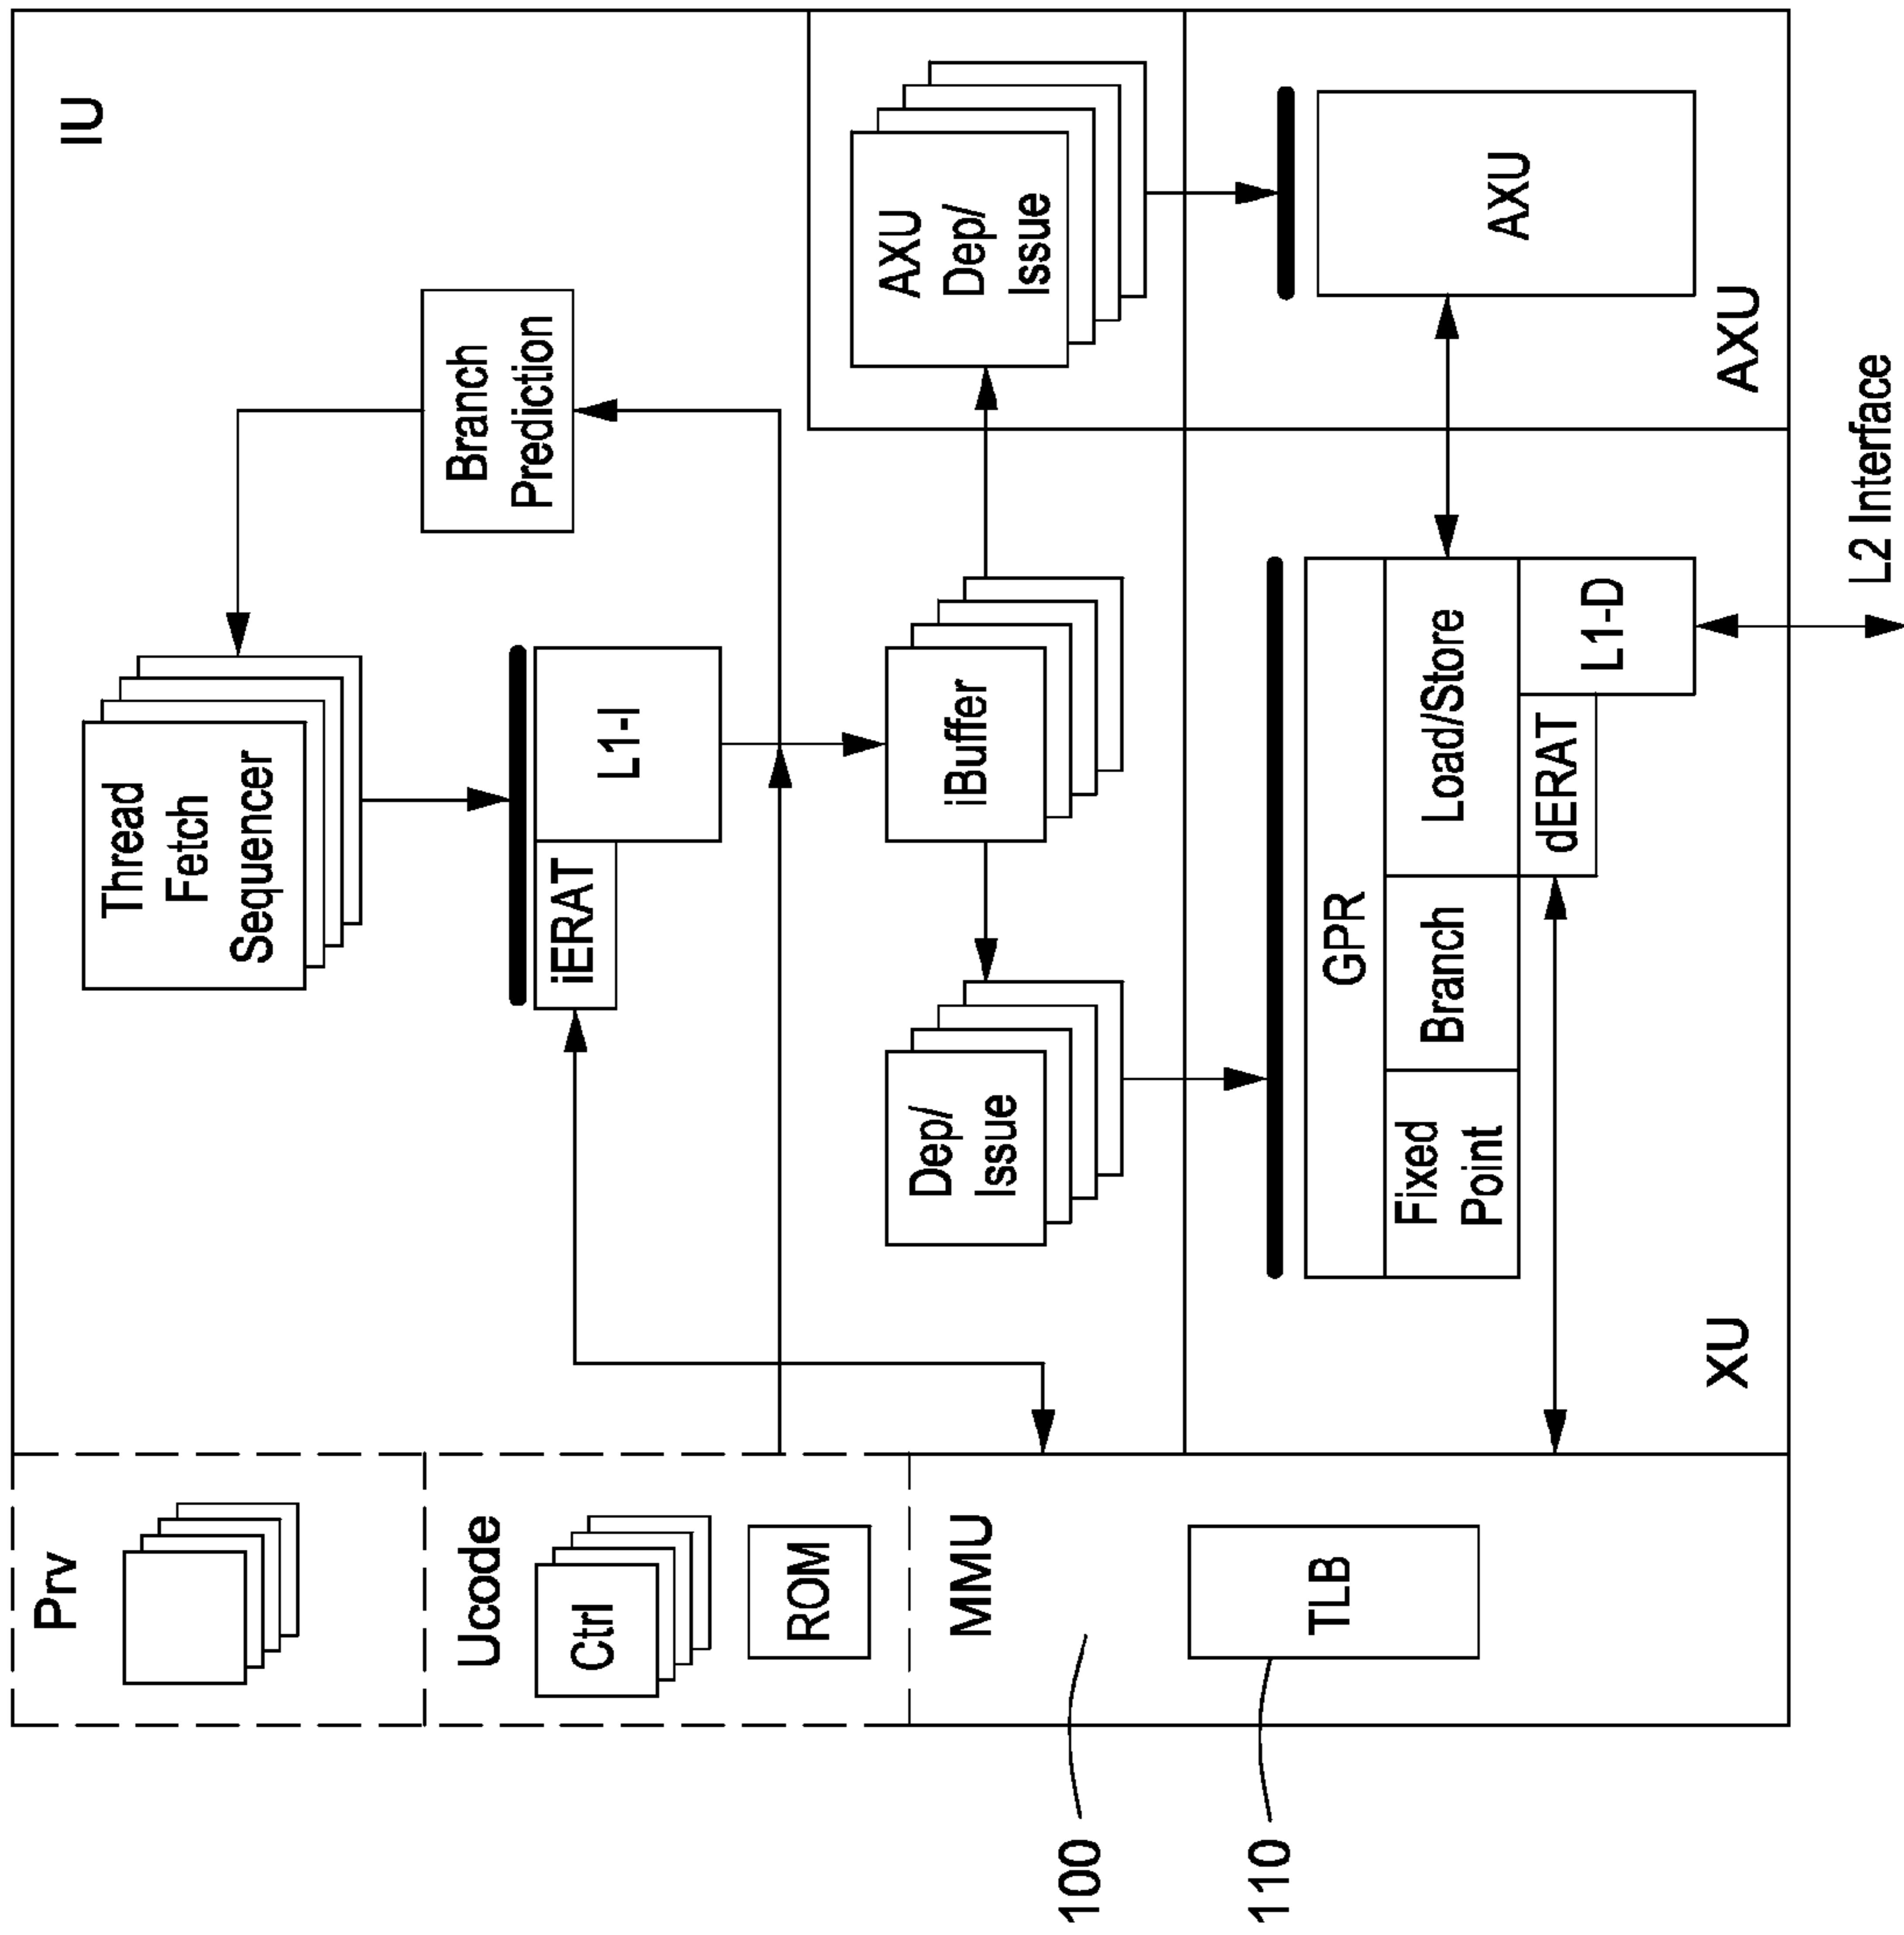 Prv
Ucode
Ctrl
ROM
MMU
TLB
100
110
IU
Thread
Fetch
Sequencer
Branch
Prediction
iERAT
L1-I
iBuffer
Dep/
Issue
AXU
Dep/
Issue
GPR
Fixed
Point
Branch
Load/Store
dERAT
L1-D
XU
AXU
AXU
L2 Interface